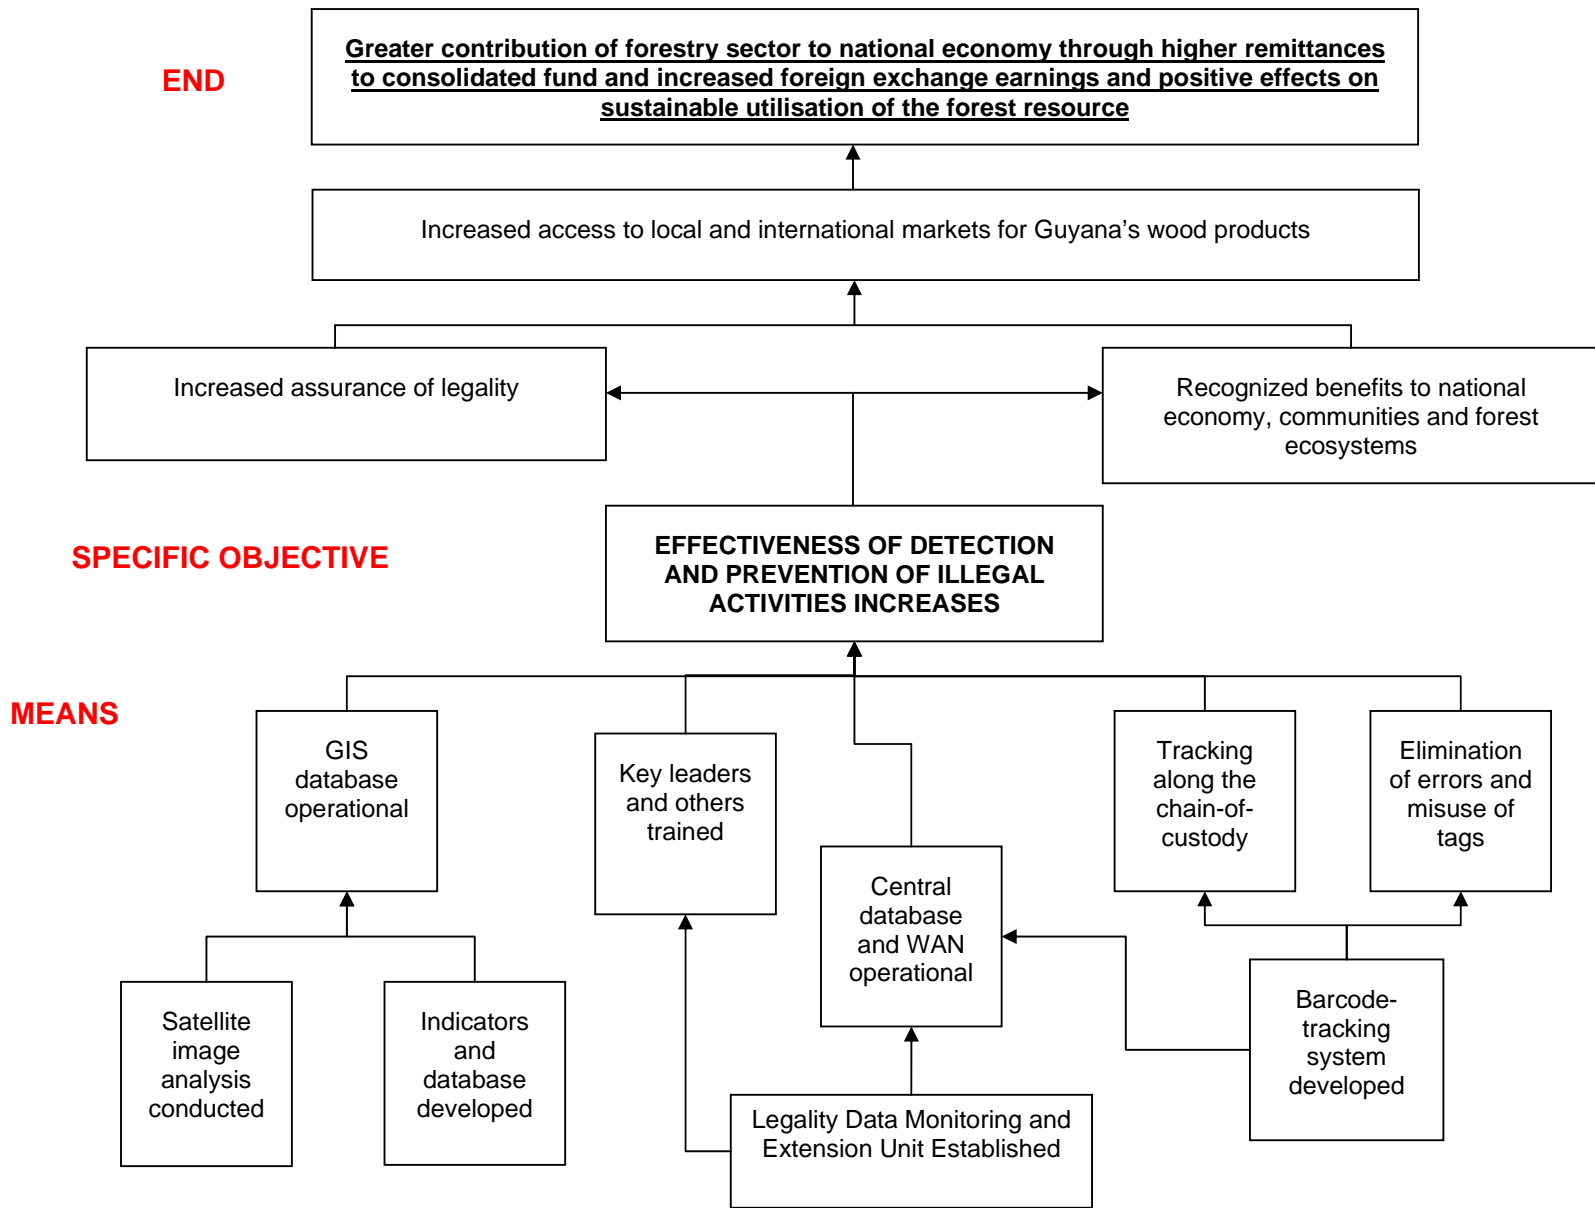 END
Greater contribution of forestry sector to national economy through higher remittances
to consolidated fund and increased foreign exchange earnings and positive effects on
sustainable utilisation of the forest resource
Increased access to local and international markets for Guyana’s wood products
Increased assurance of legality
Recognized benefits to national
economy, communities and forest
ecosystems
SPECIFIC OBJECTIVE
EFFECTIVENESS OF DETECTION
AND PREVENTION OF ILLEGAL
ACTIVITIES INCREASES
MEANS
GIS
database
operational
Key leaders
and others
trained
Central
database
and WAN
operational
Tracking
along the
chain-of-
custody
Elimination
of errors and
misuse of
tags
Satellite
image
analysis
conducted
Indicators
and
database
developed
Legality Data Monitoring and
Extension Unit Established
Barcode-
tracking
system
developed